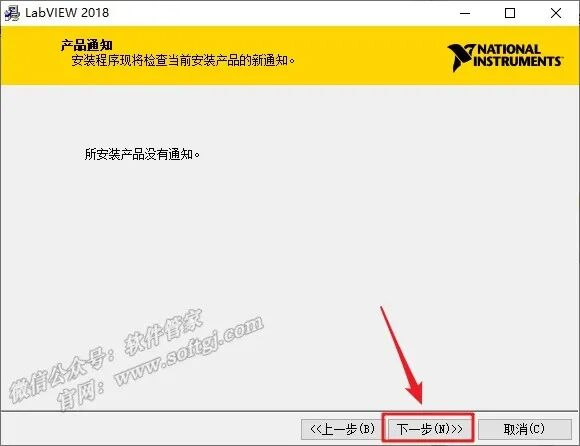 LabVIEW 2018
产品通知
安装程序现将检查当前安装产品的新通知。
NATIONAL
INSTRUMENTS
所安装产品没有通知。
微信公众号：软件管家
官网：www.softgj.com
<<上一步(B)
下一步(N)>>
取消(C)